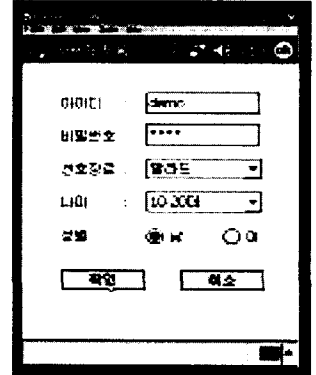 아이디 : demo
비밀번호 ****
선호장르 : 발라드
나이 : 10-20대
성별 남 여
확인 취소